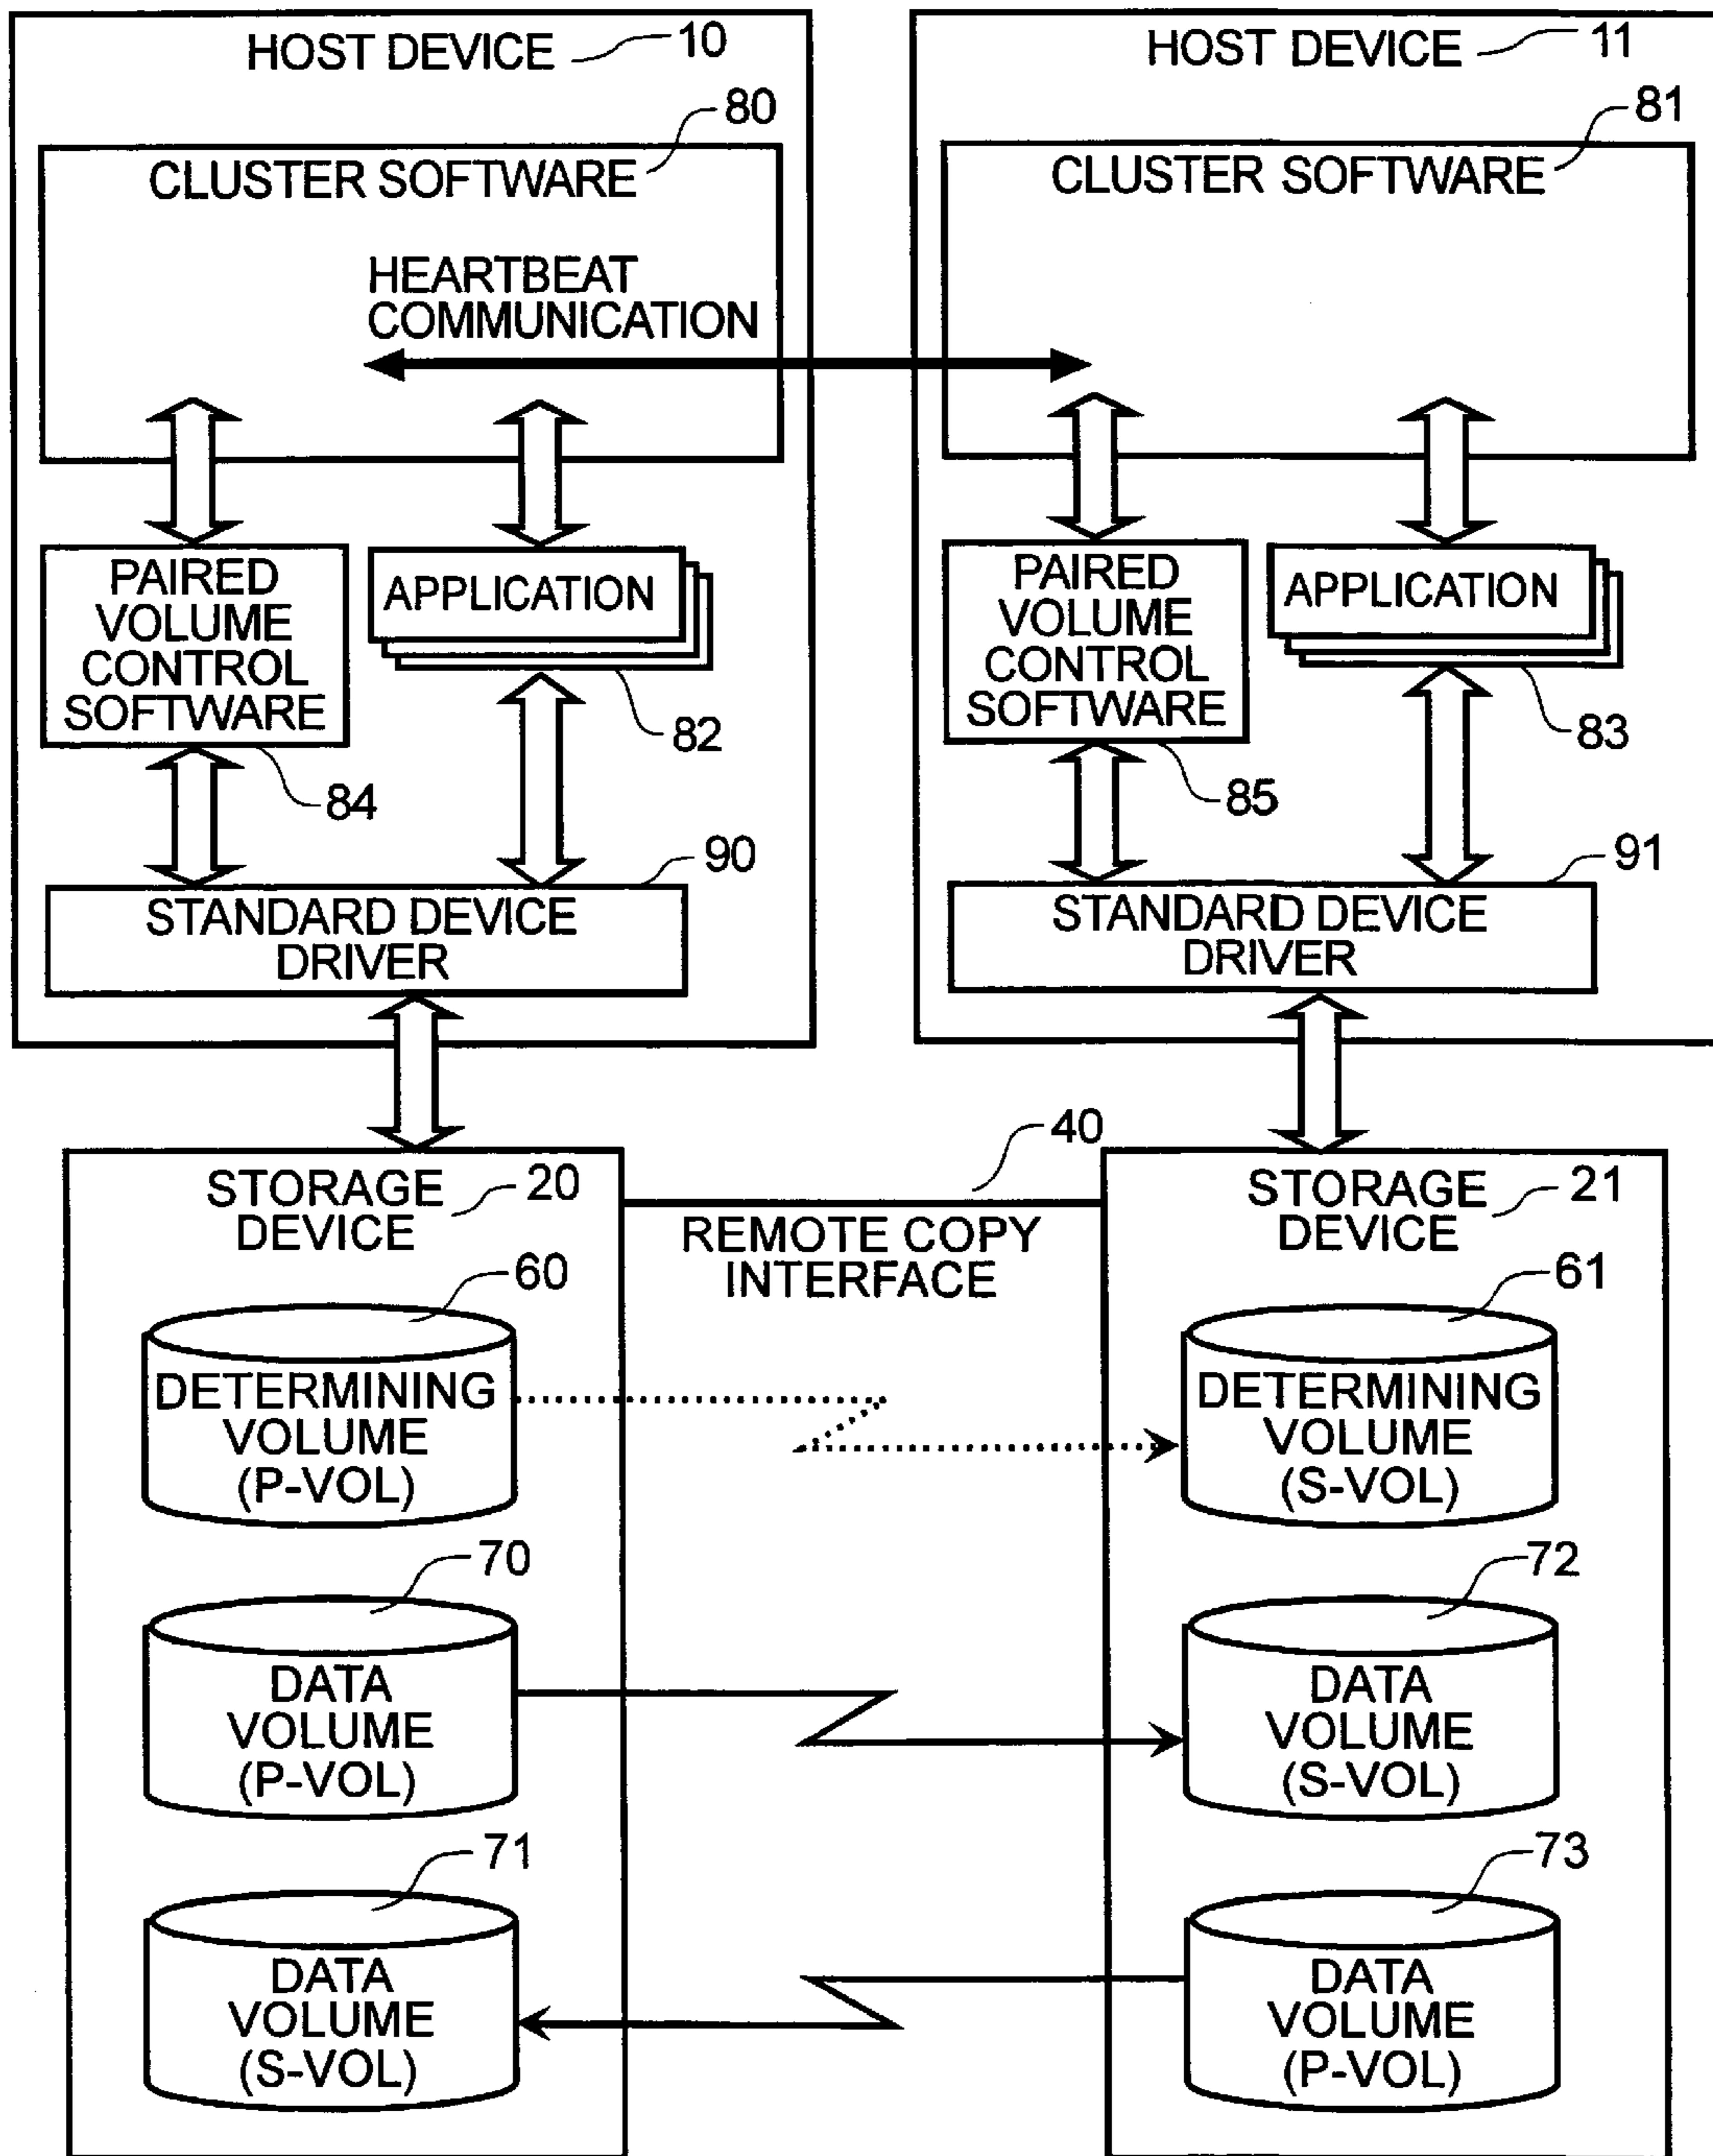 HOST DEVICE 10
CLUSTER SOFTWARE 80
HEARTBEAT
COMMUNICATION
PAIRED
VOLUME
CONTROL
SOFTWARE
84
APPLICATION
82
STANDARD DEVICE
DRIVER
90
HOST DEVICE 11
CLUSTER SOFTWARE 81
PAIRED
VOLUME
CONTROL
SOFTWARE
85
APPLICATION
83
STANDARD DEVICE
DRIVER
91
STORAGE
DEVICE
20
40
REMOTE COPY
INTERFACE
STORAGE
DEVICE
21
60
DETERMINING
VOLUME
(P-VOL)
61
DETERMINING
VOLUME
(S-VOL)
70
DATA
VOLUME
(P-VOL)
72
DATA
VOLUME
(S-VOL)
71
DATA
VOLUME
(S-VOL)
73
DATA
VOLUME
(P-VOL)